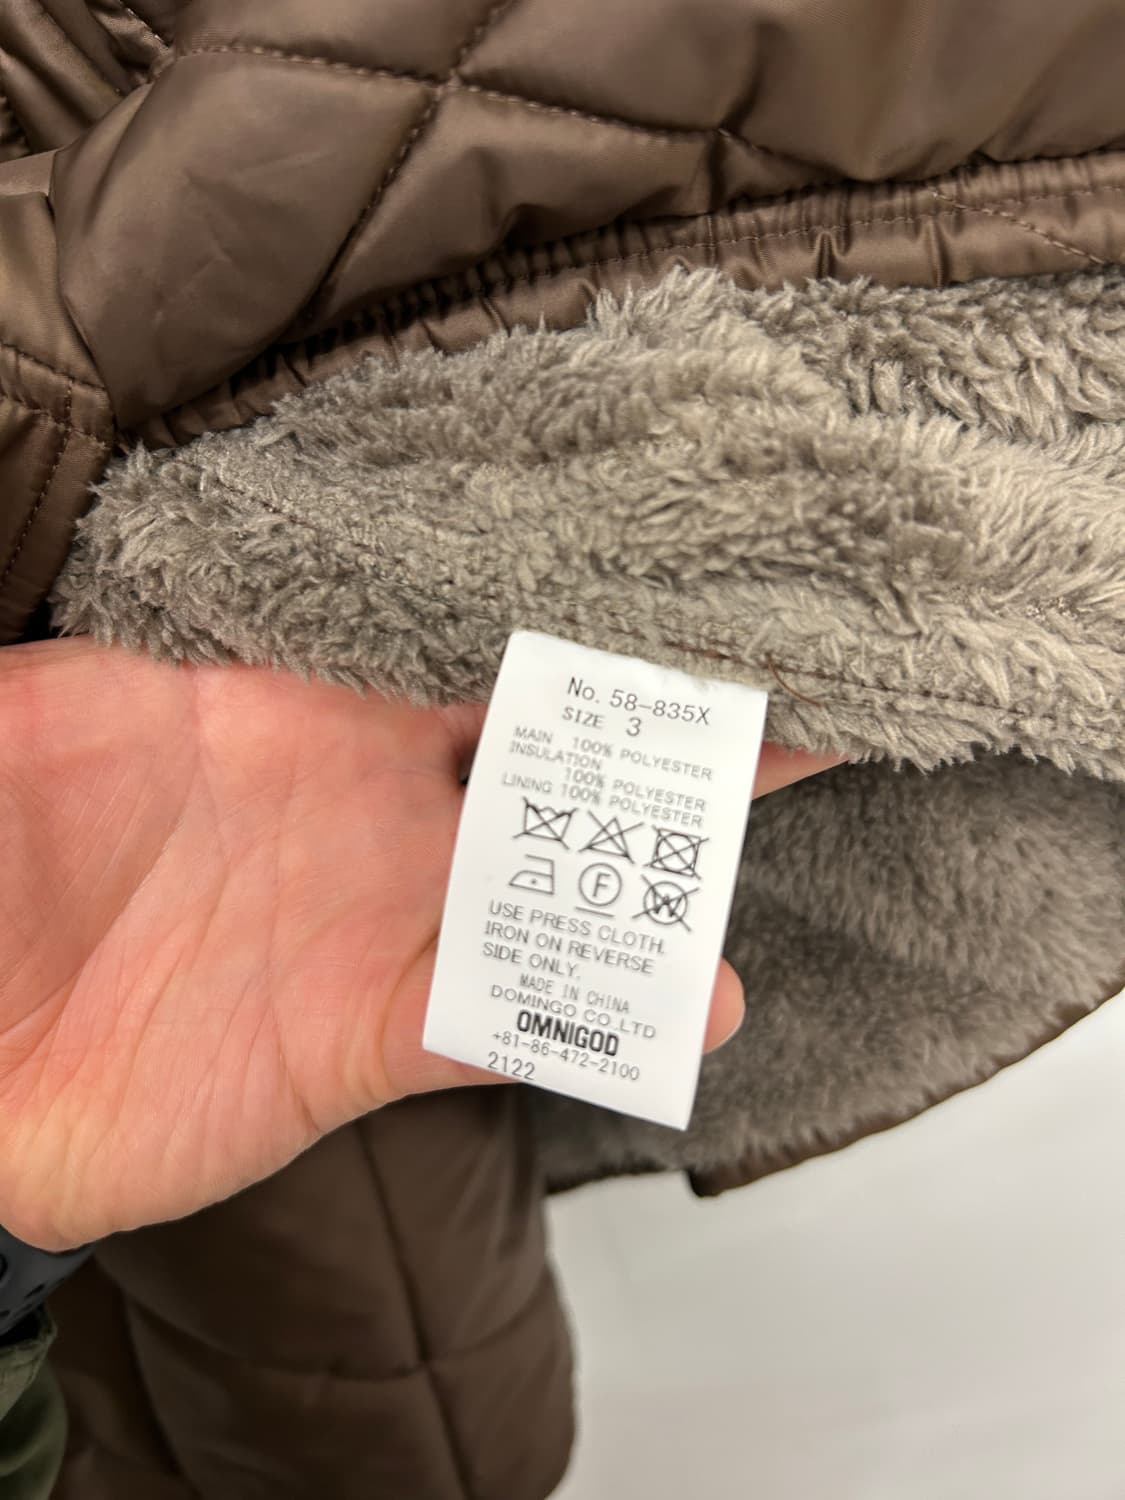 No. 58-835X
SIZE 3
MAIN 100% POLYESTER
INSULATION
100% POLYESTER
LINING 100% POLYESTER
F
W
USE PRESS CLOTH.
IRON ON REVERSE
SIDE ONLY.
MADE IN CHINA
DOMINGO CO.,LTD
OMNIGOD
+81-86-472-2100
2122